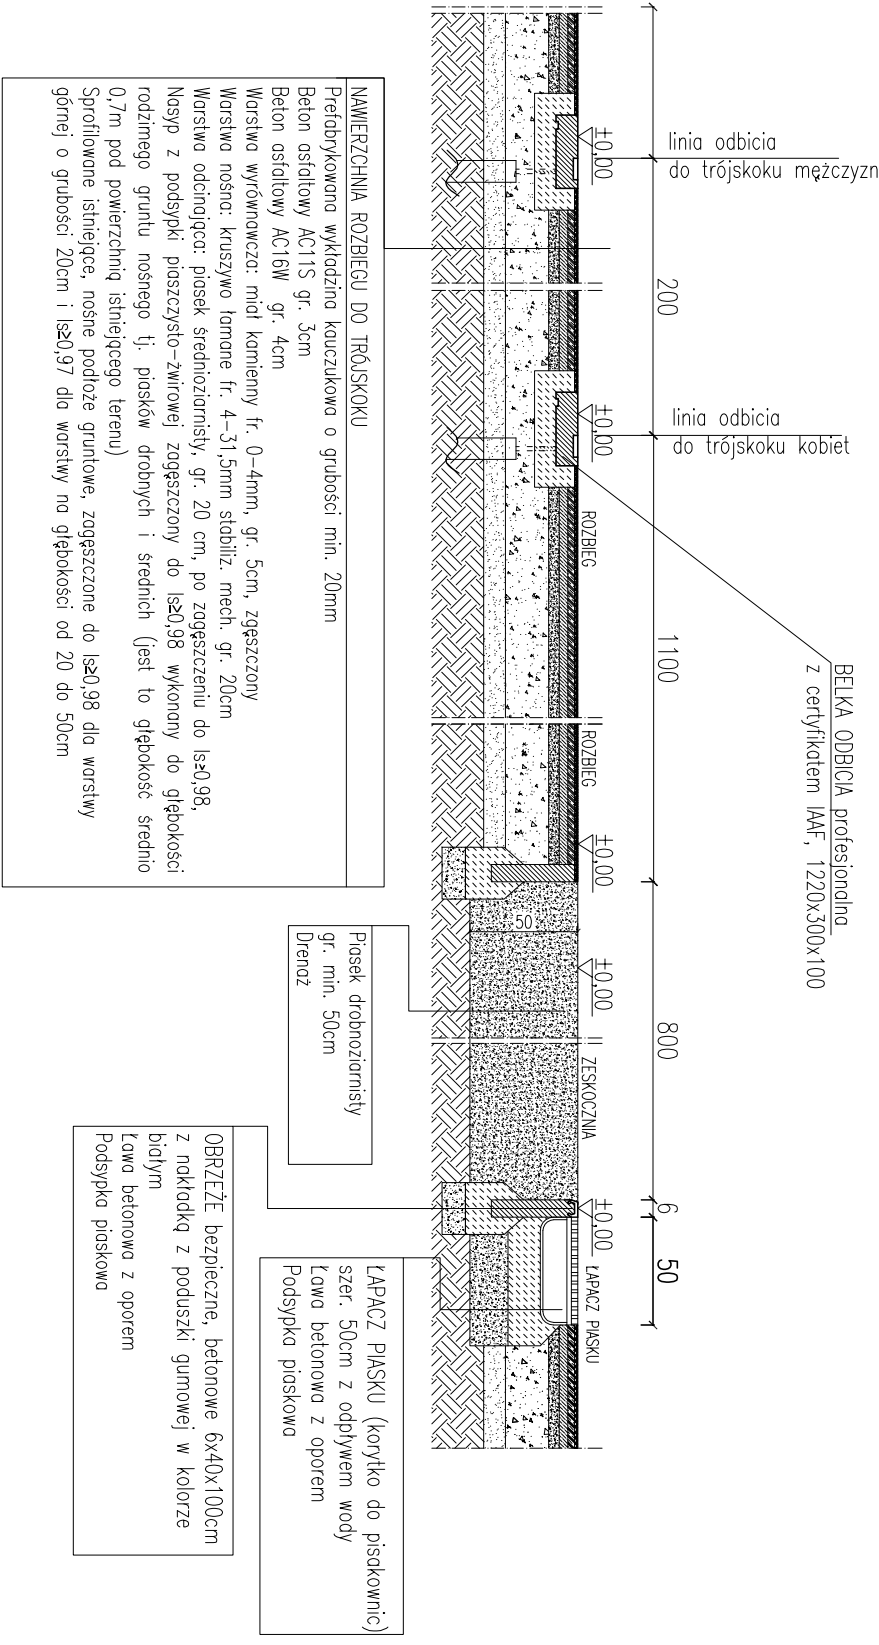 linia odbicia
do trójskoku mężczyzn
linia odbicia
do trójskoku kobiet
BELKA ODBICIA profesjonalna
z certyfikatem IAAF, 1220x300x100
200
1100
800
6
50
±0,00
±0,00
±0,00
±0,00
±0,00
ROZBIEG
ROZBIEG
ZESKOCZNIA
ŁAPACZ PIASKU
50
NAWIERZCHNIA ROZBIEGU DO TRÓJSKOKU
Prefabrykowana wykładzina kauczukowa o grubości min. 20mm
Beton asfaltowy AC11S gr. 3cm
Beton asfaltowy AC16W gr. 4cm
Warstwa wyrównawcza: miał kamienny fr. 0-4mm, gr. 5cm, zgęszczony
Warstwa nośna: kruszywo łamane fr. 4-31,5mm stabiliz. mech. gr. 20cm
Warstwa odcinająca: piasek średnioziarnisty, gr. 20 cm, po zagęszczeniu do Is≥0,98,
Nasyp z podsypki piaszczysto-żwirowej zagęszczony do Is≥0,98 wykonany do głębokości
rodzimego gruntu nośnego tj. piasków drobnych i średnich (jest to głębokość średnio
0,7m pod powierzchnią istniejącego terenu)
Sprofilowane istniejące, nośne podłoże gruntowe, zagęszczone do Is≥0,98 dla warstwy
górnej o grubości 20cm i Is≥0,97 dla warstwy na głębokości od 20 do 50cm
Piasek drobnoziarnisty
gr. min. 50cm
Drenaż
OBRZEŻE bezpieczne, betonowe 6x40x100cm
z nakładką z poduszki gumowej w kolorze
białym
Ława betonowa z oporem
Podsypka piaskowa
ŁAPACZ PIASKU (korytko do pisakownic)
szer. 50cm z odpływem wody
Ława betonowa z oporem
Podsypka piaskowa